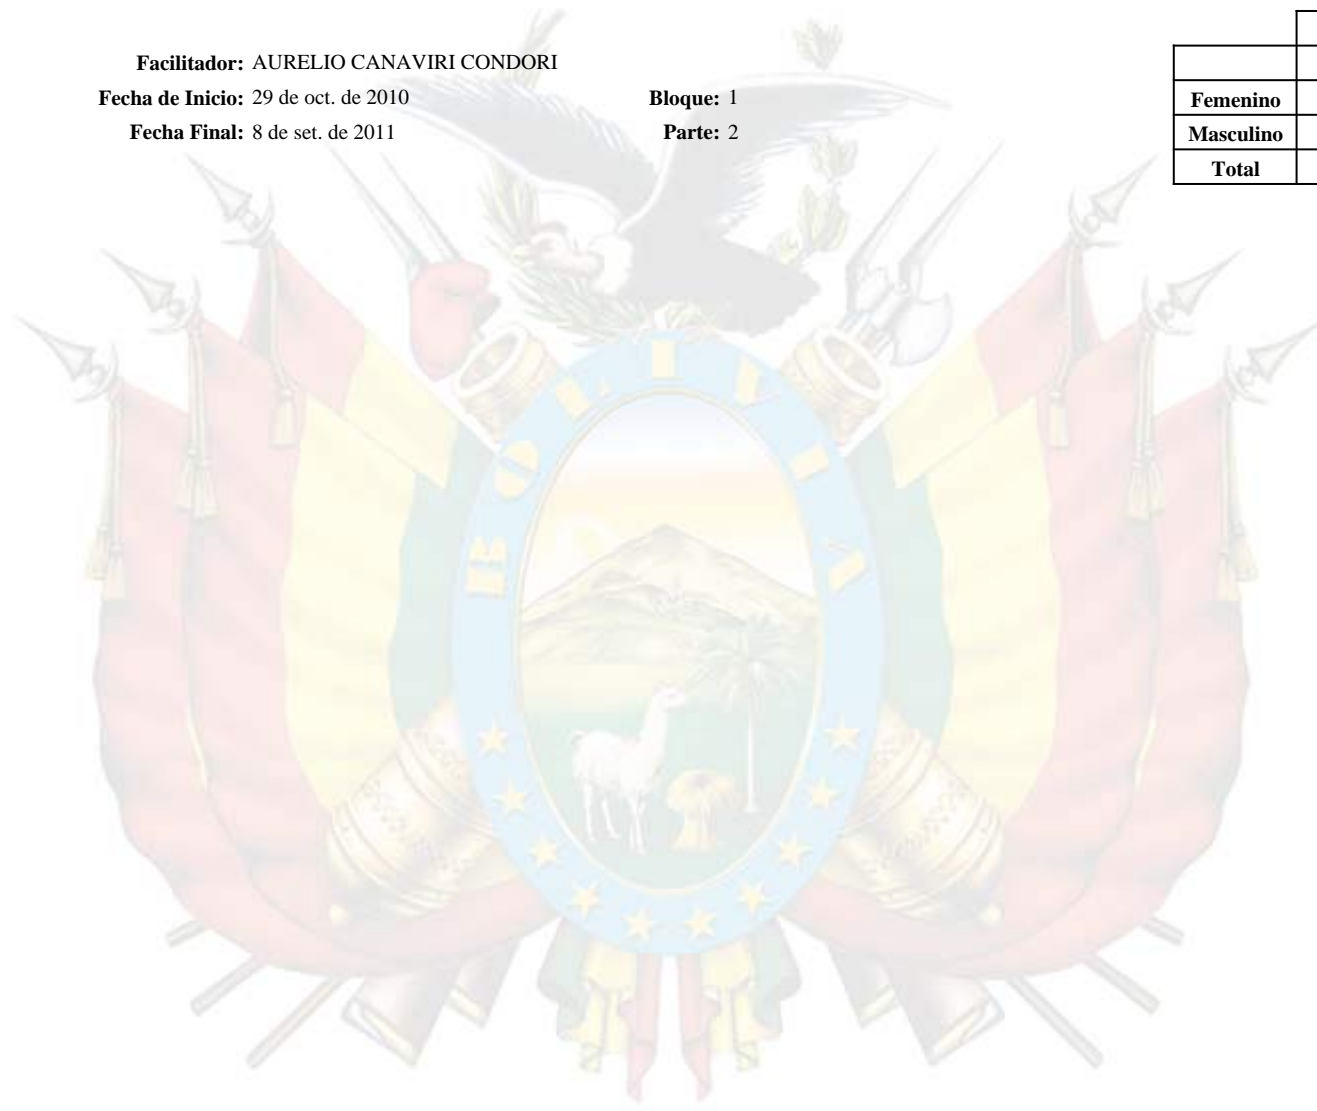 Facilitador: AURELIO CANAVIRI CONDORI
Fecha de Inicio: 29 de oct. de 2010 Bloque: 1
Fecha Final: 8 de set. de 2011 Parte: 2
Femenino
Masculino
Total
BOLIVIA